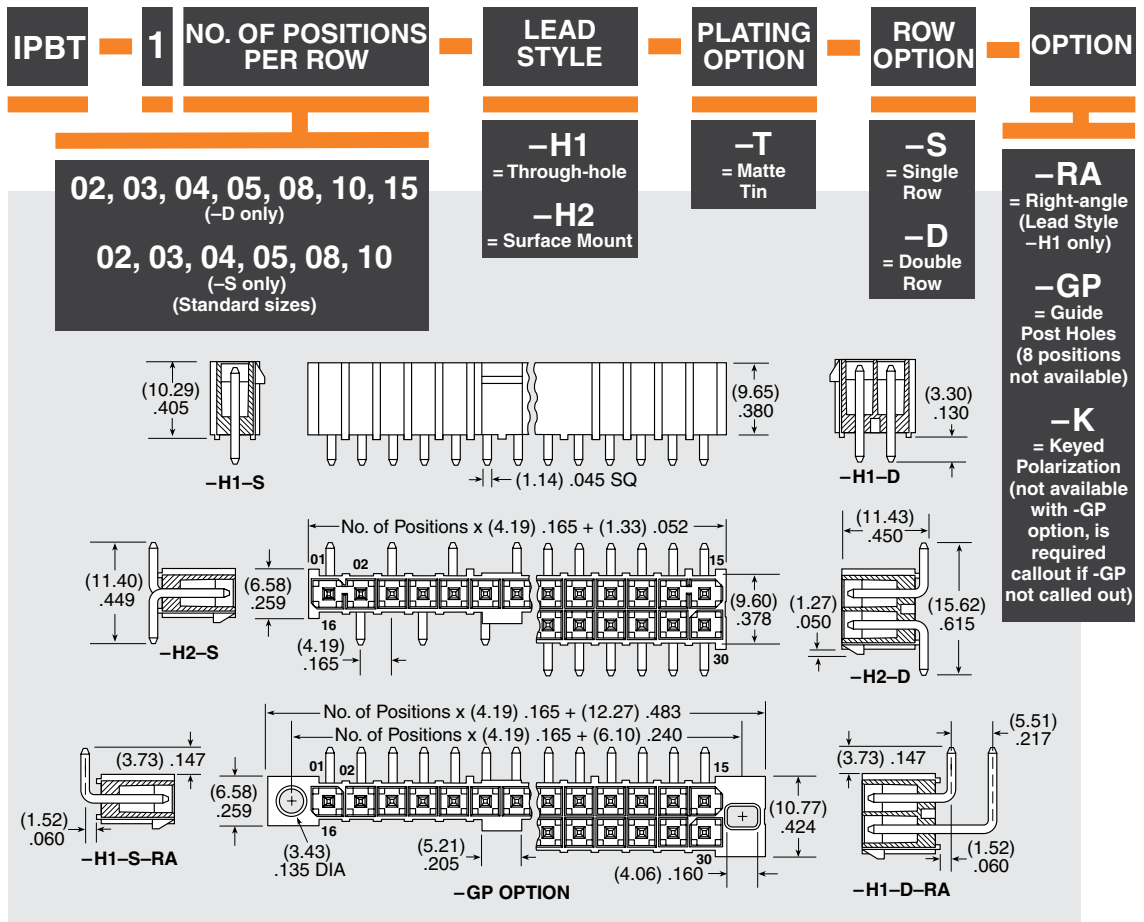 IPBT
1
NO. OF POSITIONS
PER ROW
LEAD
STYLE
PLATING
OPTION
ROW
OPTION
OPTION
02, 03, 04, 05, 08, 10, 15
(–D only)
02, 03, 04, 05, 08, 10
(–S only)
(Standard sizes)
–H1
= Through-hole
–H2
= Surface Mount
–T
= Matte
Tin
–S
= Single
Row
–D
= Double
Row
–RA
= Right-angle
(Lead Style
–H1 only)
–GP
= Guide
Post Holes
(8 positions
not available)
–K
= Keyed
Polarization
(not available
with -GP
option, is
required
callout if -GP
not called out)
(10.29)
.405
–H1–S
(9.65)
.380
(1.14) .045 SQ
(3.30)
.130
–H1–D
No. of Positions x (4.19) .165 + (1.33) .052
01
02
15
16
30
(11.40)
.449
(6.58)
.259
–H2–S
(4.19)
.165
(9.60)
.378
(11.43)
.450
(1.27)
.050
(15.62)
.615
–H2–D
No. of Positions x (4.19) .165 + (12.27) .483
No. of Positions x (4.19) .165 + (6.10) .240
01
02
15
16
30
(3.73) .147
(1.52)
.060
–H1–S–RA
(6.58)
.259
(3.43)
.135 DIA
(5.21)
.205
(10.77)
.424
(4.06) .160
–GP OPTION
(5.51)
.217
(3.73) .147
(1.52)
.060
–H1–D–RA